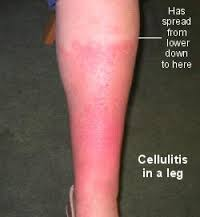 Has
spread
from
lower
down
to here
Cellulitis
in a leg